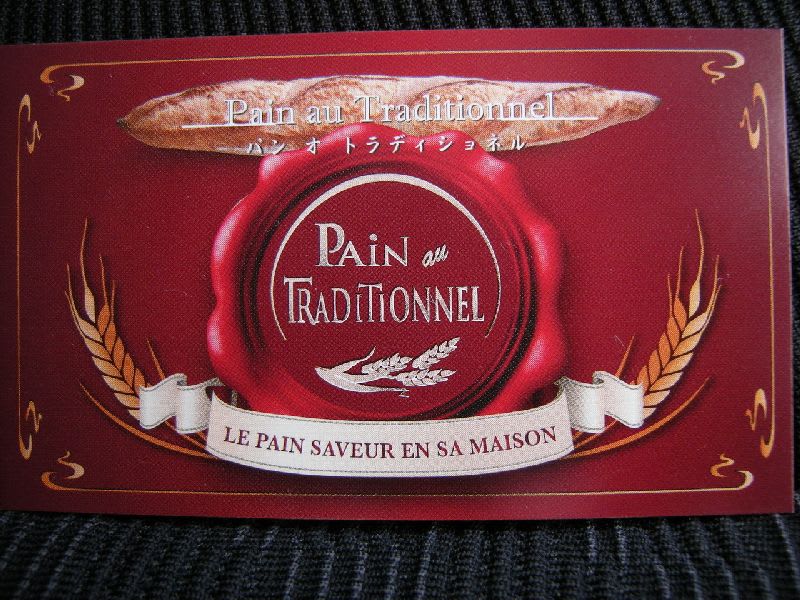 Pain au Traditionnel
パン オ トラディショネル
PAiN au
TRADiTiONNEL
LE PAIN SAVEUR EN SA MAISON